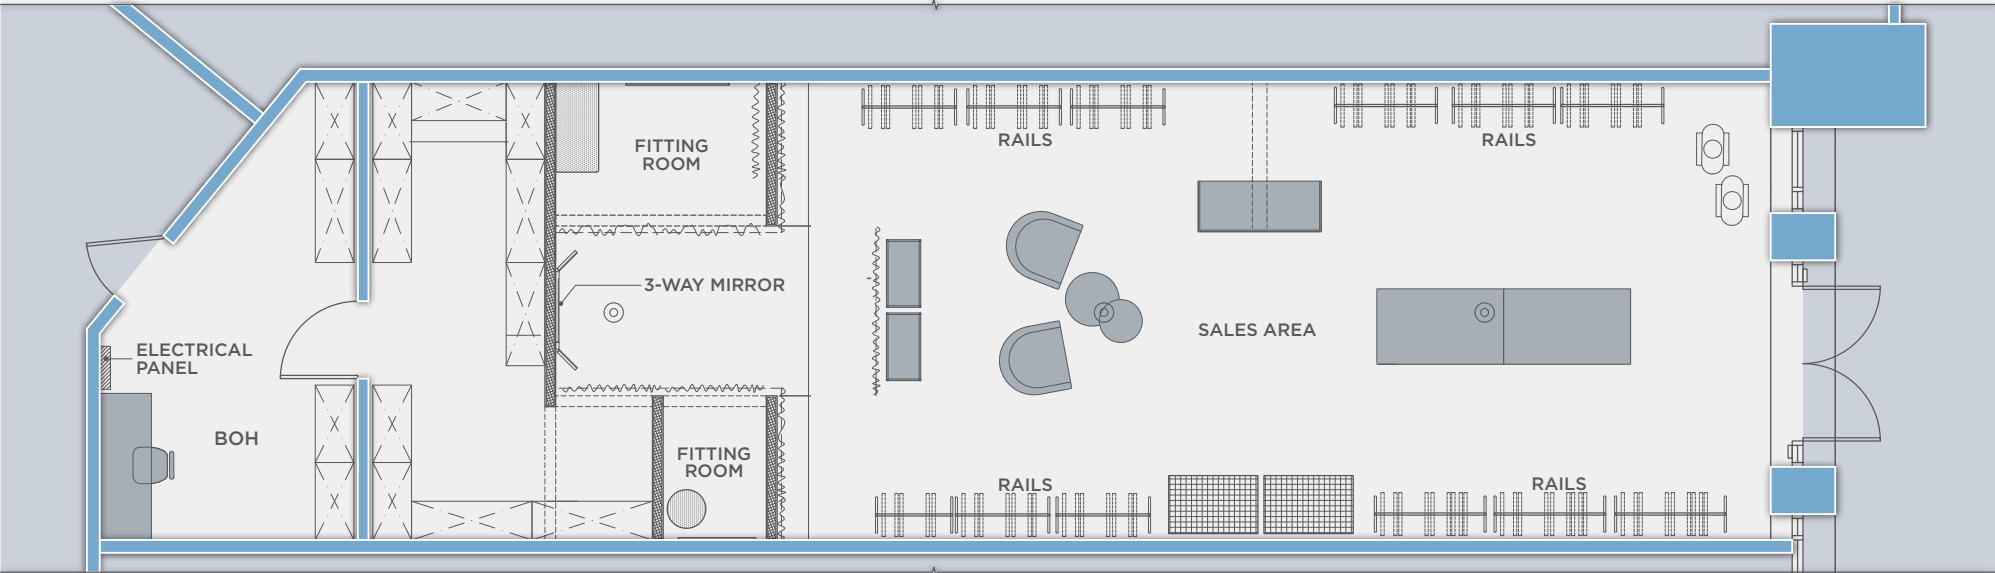 FITTING
ROOM
RAILS
RAILS
3-WAY MIRROR
SALES AREA
ELECTRICAL
PANEL
BOH
FITTING
ROOM
RAILS
RAILS